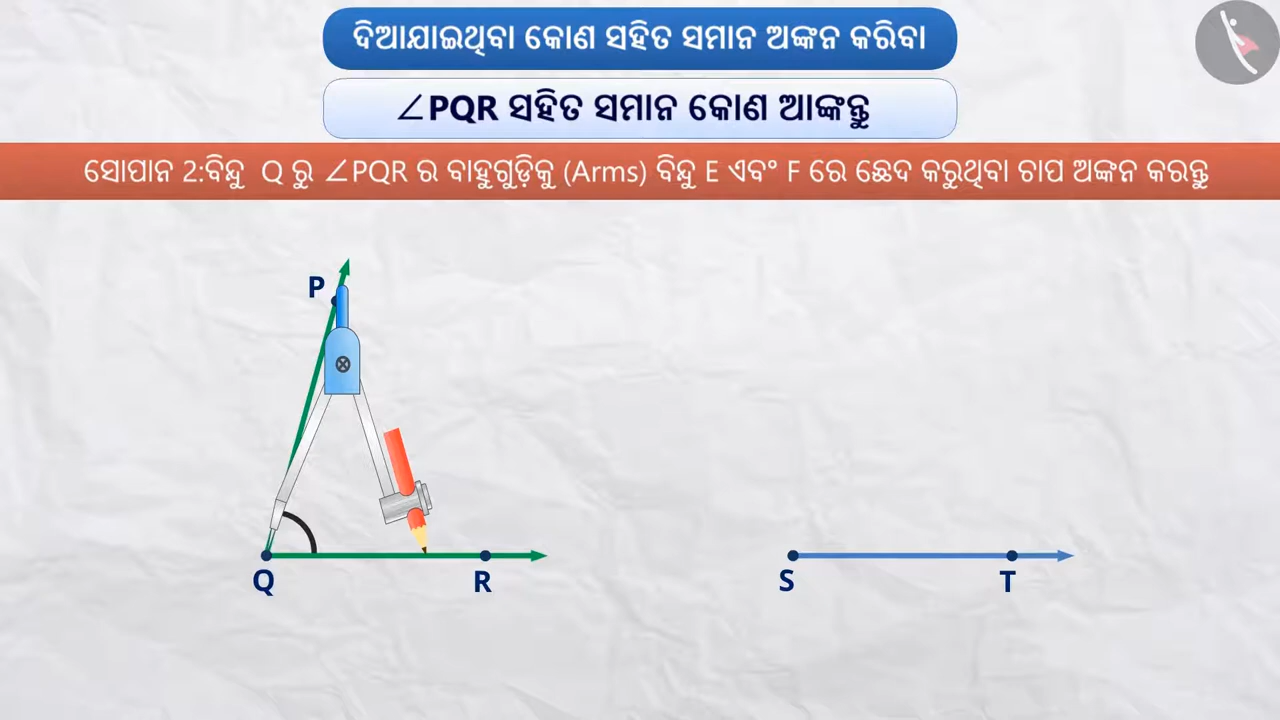 ଦିଆଯାଇଥିବା କୋଣ ସହିତ ସମାନ ଅଙ୍କନ କରିବା
∠PQR ସହିତ ସମାନ କୋଣ ଆଙ୍କନ୍ତୁ
ସୋପାନ 2:ବିନ୍ଦୁ Q ରୁ ∠PQR ର ବାହୁଗୁଡ଼ିକୁ (Arms) ବିନ୍ଦୁ E ଏବଂ F ରେ ଛେଦ କରୁଥିବା ଚାପ ଅଙ୍କନ କରନ୍ତୁ
P
Q R S T